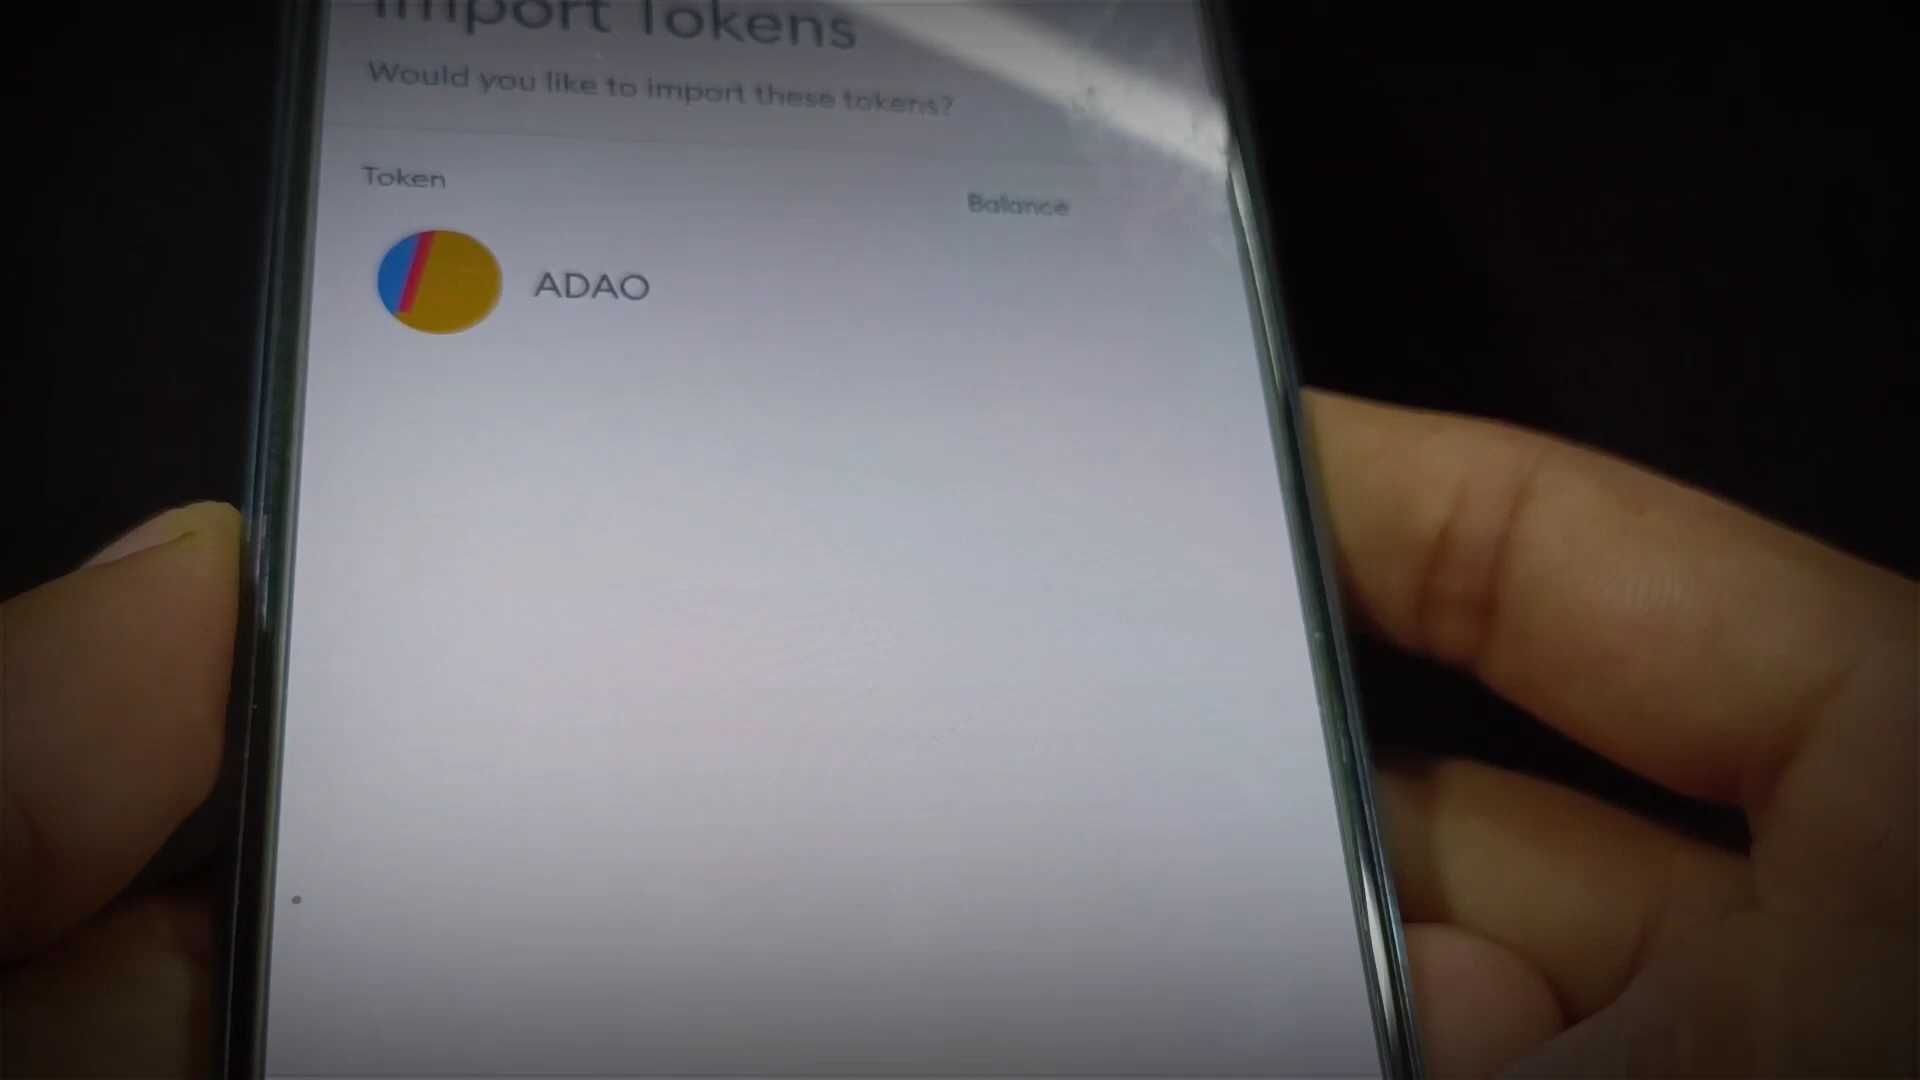 Import Tokens
Would you like to import these tokens?
Token
Balance
ADAO